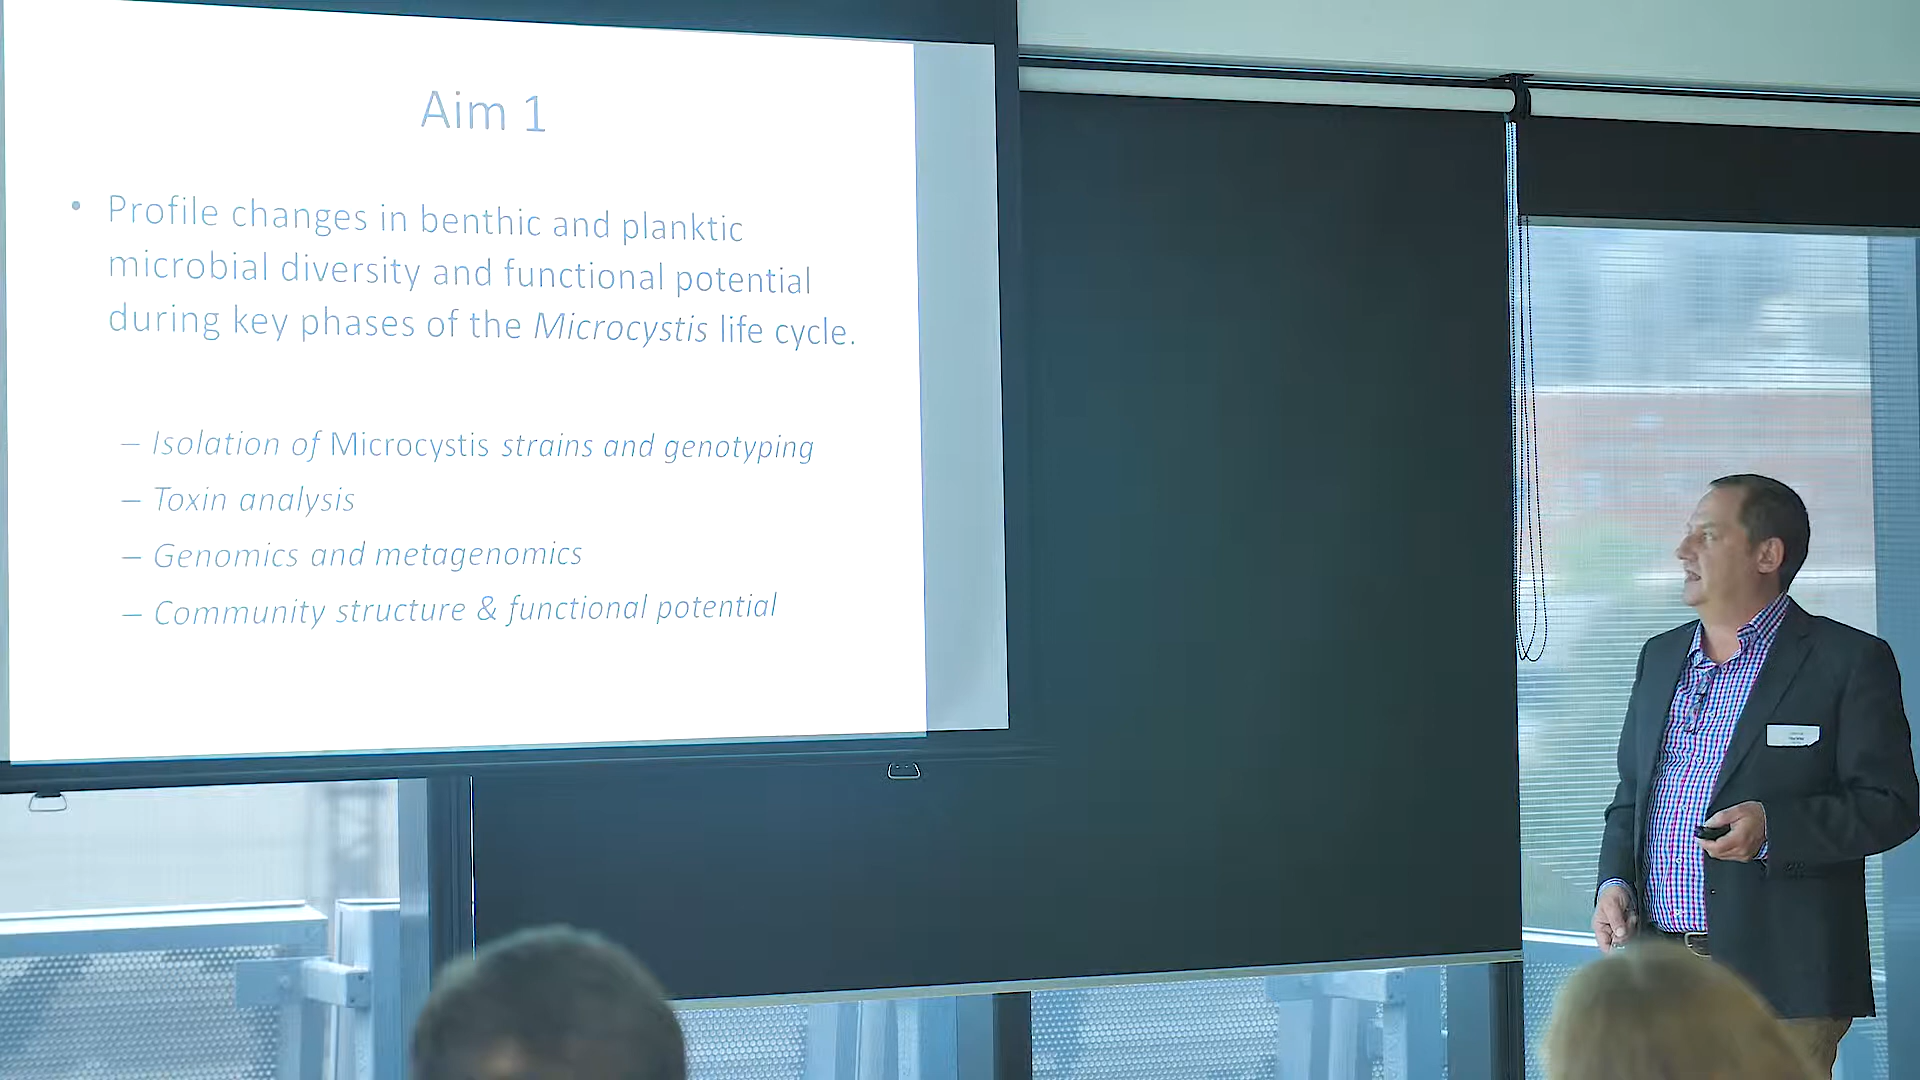 Aim 1
• Profile changes in benthic and planktic
microbial diversity and functional potential
during key phases of the Microcystis life cycle.
– Isolation of Microcystis strains and genotyping
– Toxin analysis
– Genomics and metagenomics
– Community structure & functional potential